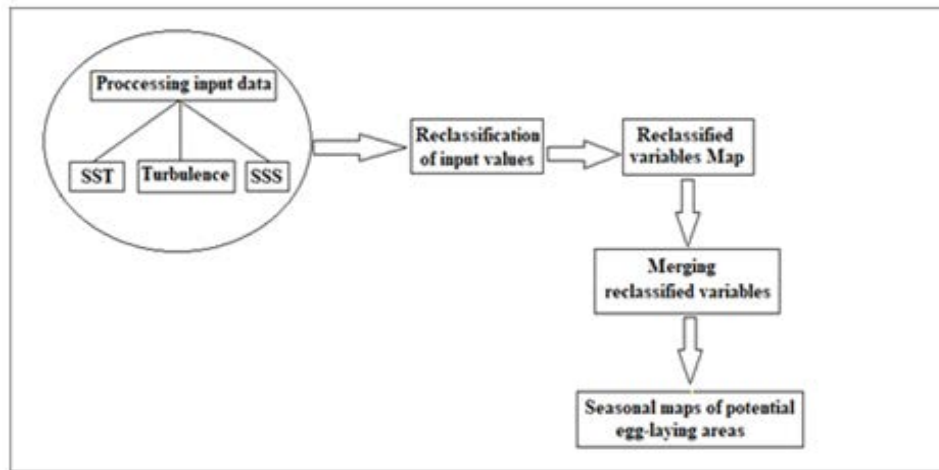 Proccessing input data
SST
Turbulence
SSS
Reclassification
of input values
Reclassified
variables Map
Merging
reclassified variables
Seasonal maps of potential
egg-laying areas